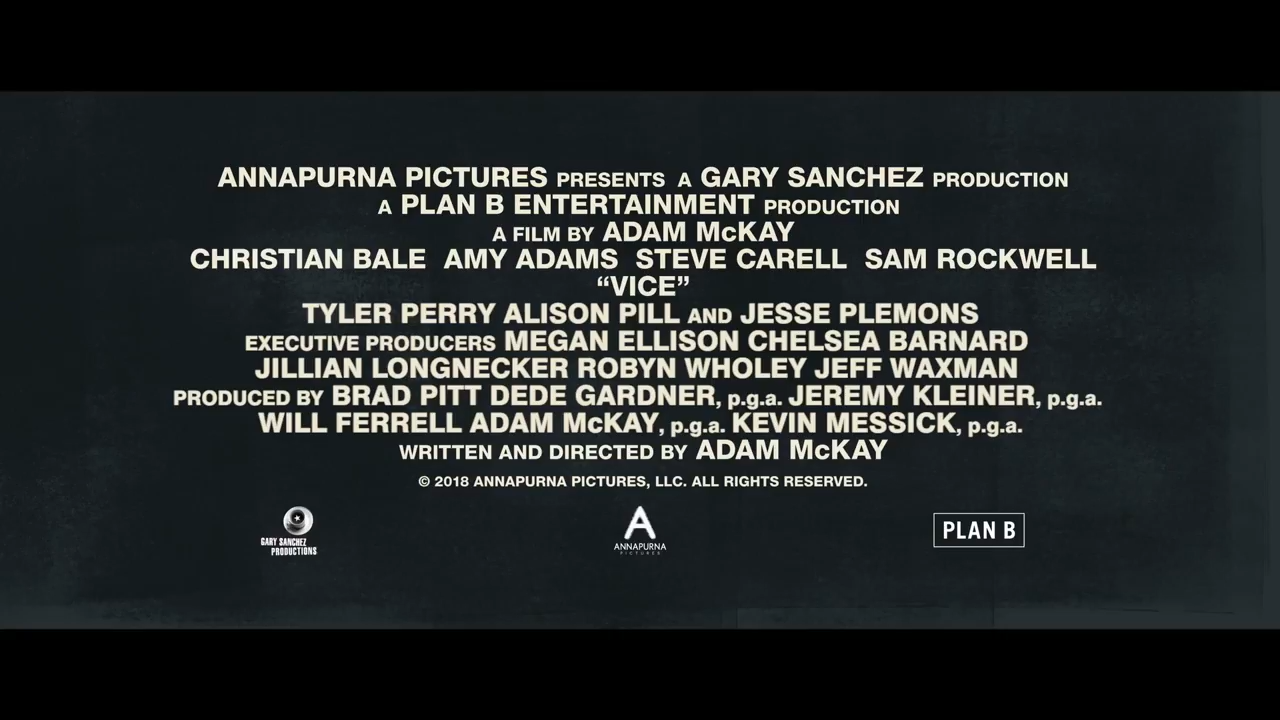 ANNAPURNA PICTURES PRESENTS A GARY SANCHEZ PRODUCTION
A PLAN B ENTERTAINMENT PRODUCTION
A FILM BY ADAM McKAY
CHRISTIAN BALE AMY ADAMS STEVE CARELL SAM ROCKWELL
“VICE”
TYLER PERRY ALISON PILL AND JESSE PLEMONS
EXECUTIVE PRODUCERS MEGAN ELLISON CHELSEA BARNARD
JILLIAN LONGNECKER ROBYN WHOLEY JEFF WAXMAN
PRODUCED BY BRAD PITT DEDE GARDNER, p.g.a. JEREMY KLEINER, p.g.a.
WILL FERRELL ADAM McKAY, p.g.a. KEVIN MESSICK, p.g.a.
WRITTEN AND DIRECTED BY ADAM McKAY
© 2018 ANNAPURNA PICTURES, LLC. ALL RIGHTS RESERVED.
GARY SANCHEZ
PRODUCTIONS
A
ANNAPURNA
PICTURES
PLAN B